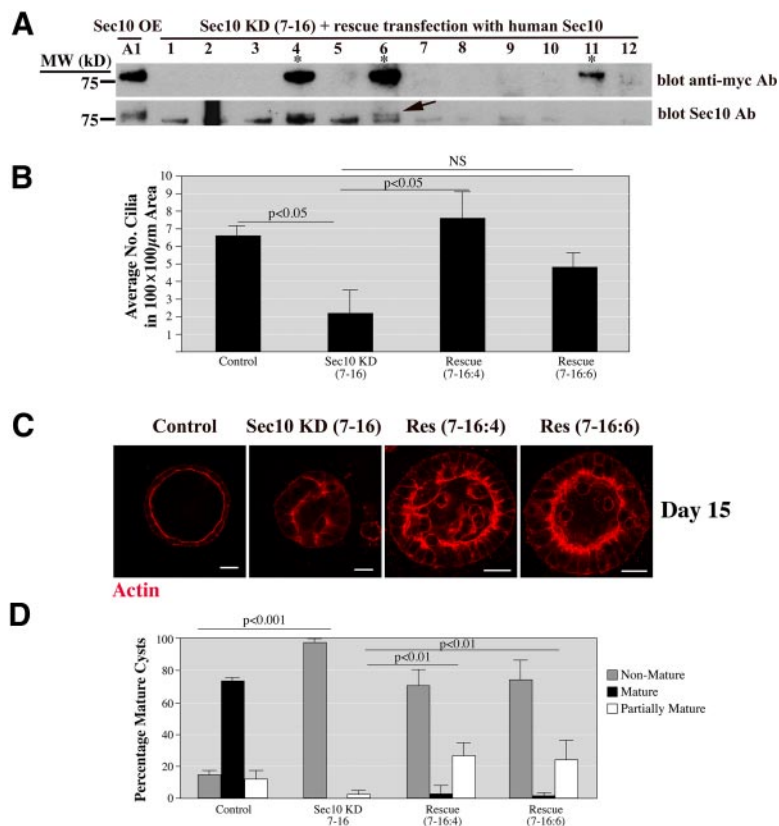 A
Sec10 OE
Sec10 KD (7-16) + rescue transfection with human Sec10
MW (kD)
A1 1 2 3 4 5 6 7 8 9 10 11 12
* * *
75
blot anti-myc Ab
75
blot Sec10 Ab
B
NS
p<0.05
p<0.05
Average No. Cilia
in 100×100µm Area
10
9
8
7
6
5
4
3
2
1
Control
Sec10 KD
(7-16)
Rescue
(7-16:4)
Rescue
(7-16:6)
C
Control
Sec10 KD (7-16)
Res (7-16:4)
Res (7-16:6)
Day 15
Actin
D
p<0.001
p<0.01
p<0.01
Percentage Mature Cysts
100
80
60
40
20
0
Non-Mature
Mature
Partially Mature
Control
Sec10 KD
7-16
Rescue
(7-16:4)
Rescue
(7-16:6)